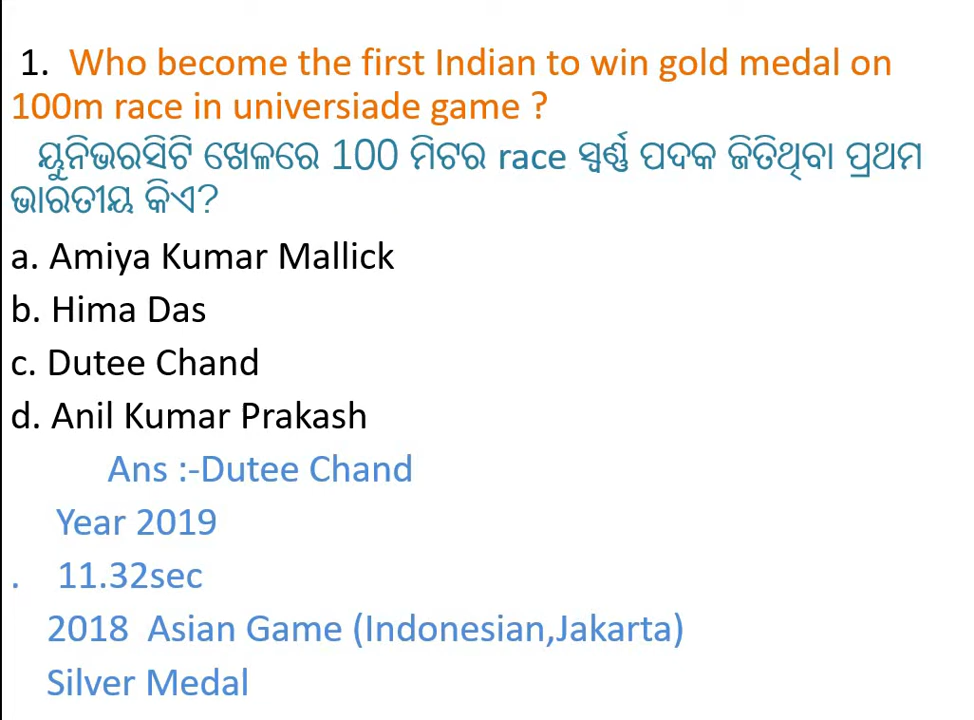 1. Who become the first Indian to win gold medal on
100m race in universiade game ?
ୟୁନିଭରସିଟି ଖେଳରେ 100 ମିଟର race ସ୍ବର୍ଣ୍ଣ ପଦକ ଜିତିଥିବା ପ୍ରଥମ
ଭାରତୀୟ କିଏ?
a. Amiya Kumar Mallick
b. Hima Das
c. Dutee Chand
d. Anil Kumar Prakash
Ans :-Dutee Chand
Year 2019
. 11.32sec
2018 Asian Game (Indonesian,Jakarta)
Silver Medal